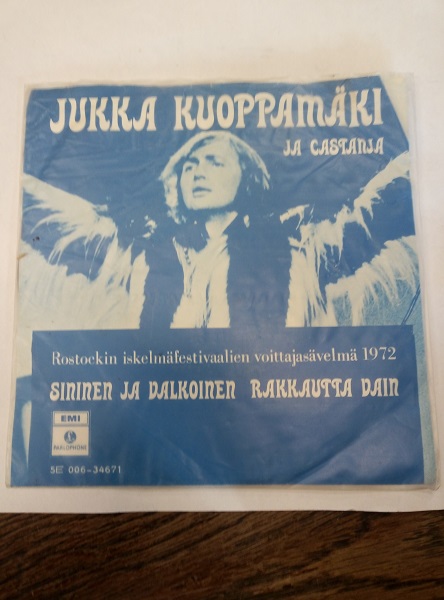 JUKKA KUOPPAMÄKI
JA CASTANJA
Rostockin iskelmäfestivaalien voittajasävelmä 1972
SININEN JA VALKOINEN RAKKAUTTA VAIN
EMI
PARLOPHONE
5E 006-34671